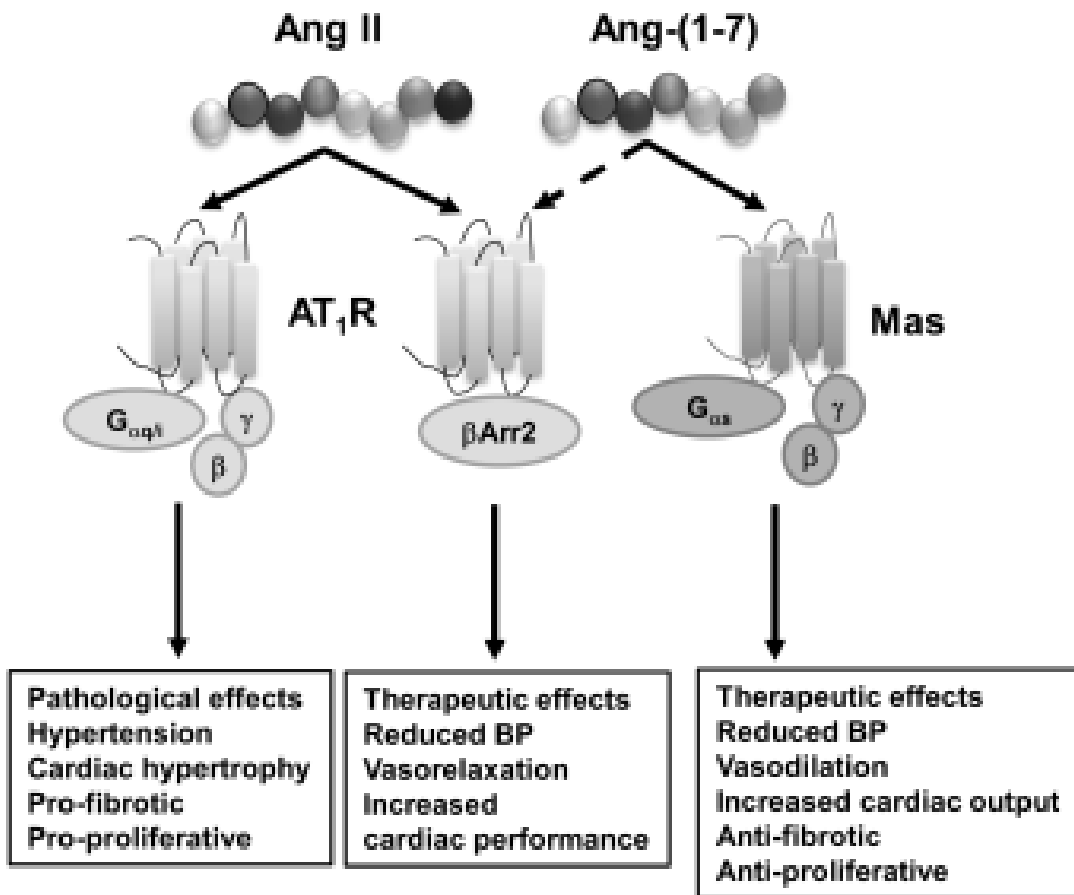 Ang II
Ang-(1-7)
AT₁R
Mas
Gαq/i
γ
β
βArr2
Gαs
γ
β
Pathological effects
Hypertension
Cardiac hypertrophy
Pro-fibrotic
Pro-proliferative
Therapeutic effects
Reduced BP
Vasorelaxation
Increased
cardiac performance
Therapeutic effects
Reduced BP
Vasodilation
Increased cardiac output
Anti-fibrotic
Anti-proliferative